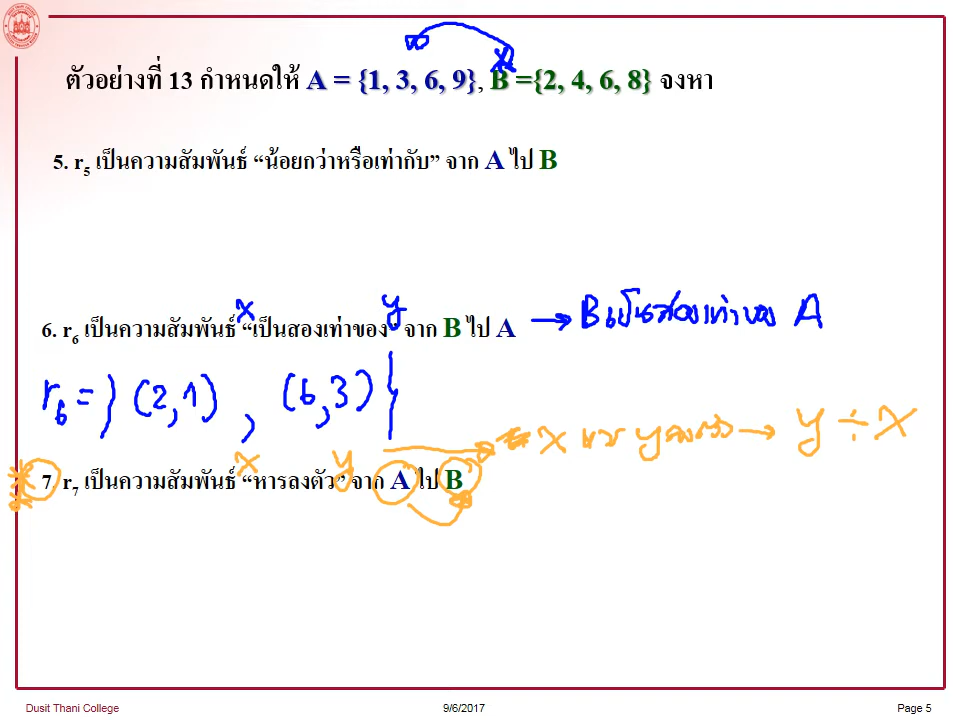 ตัวอย่างที่ 13 กำหนดให้ A = {1, 3, 6, 9}, B ={2, 4, 6, 8} จงหา
5. r5 เป็นความสัมพันธ์ “น้อยกว่าหรือเท่ากับ” จาก A ไป B
x y
6. r6 เป็นความสัมพันธ์ “เป็นสองเท่าของ” จาก B ไป A → B เป็นสองเท่าของ A
r6 = } (2,1) , (6,3) }
x หาร y ลงตัว → y ÷ x
x y
7. r7 เป็นความสัมพันธ์ “หารลงตัว” จาก A ไป B
Dusit Thani College 9/6/2017 Page 5